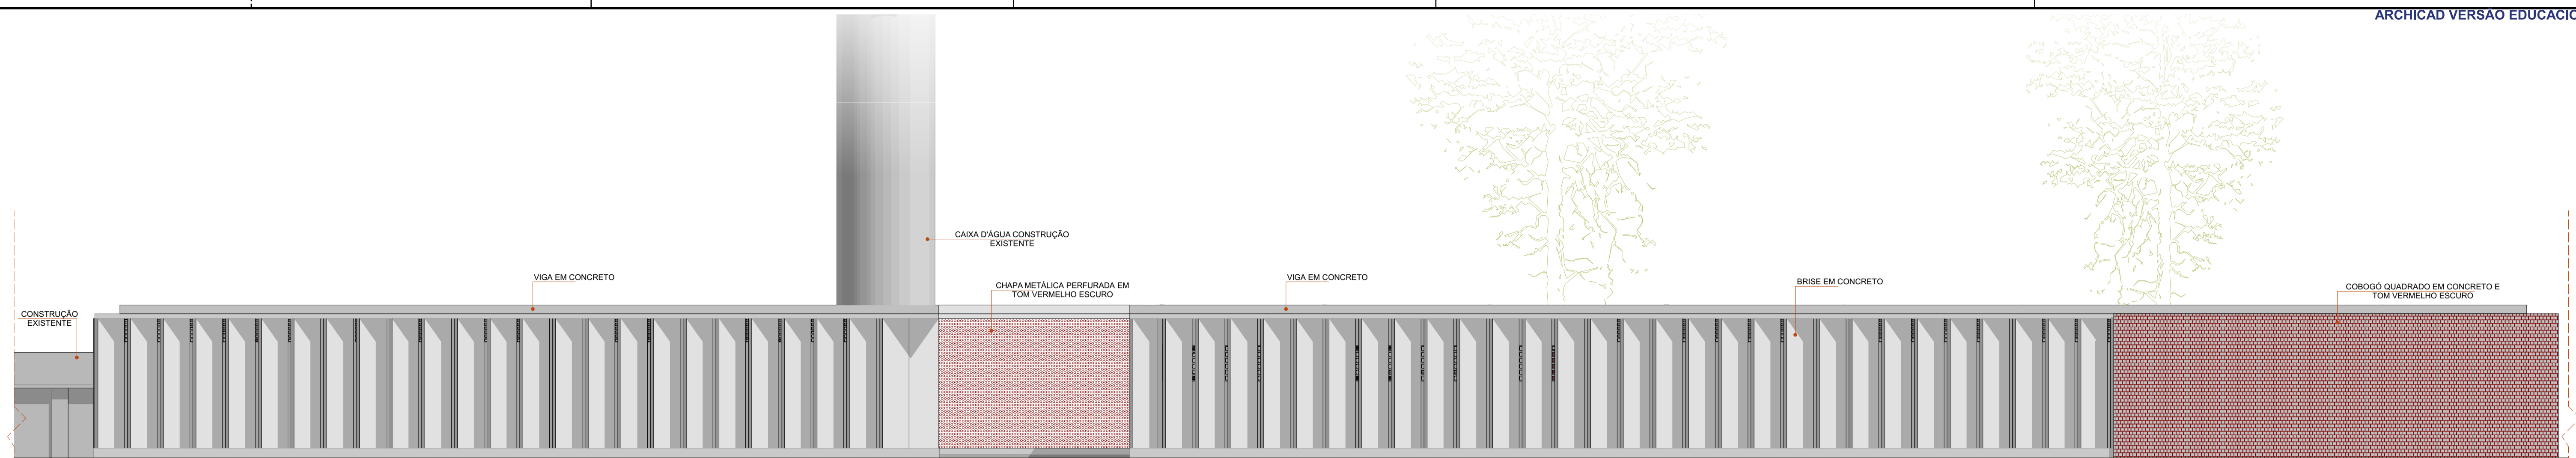 ARCHICAD VERSÃO EDUCACIO
CAIXA D'ÁGUA CONSTRUÇÃO
EXISTENTE
VIGA EM CONCRETO
VIGA EM CONCRETO
BRISE EM CONCRETO
CHAPA METÁLICA PERFURADA EM
TOM VERMELHO ESCURO
COBOGÓ QUADRADO EM CONCRETO E
TOM VERMELHO ESCURO
CONSTRUÇÃO
EXISTENTE